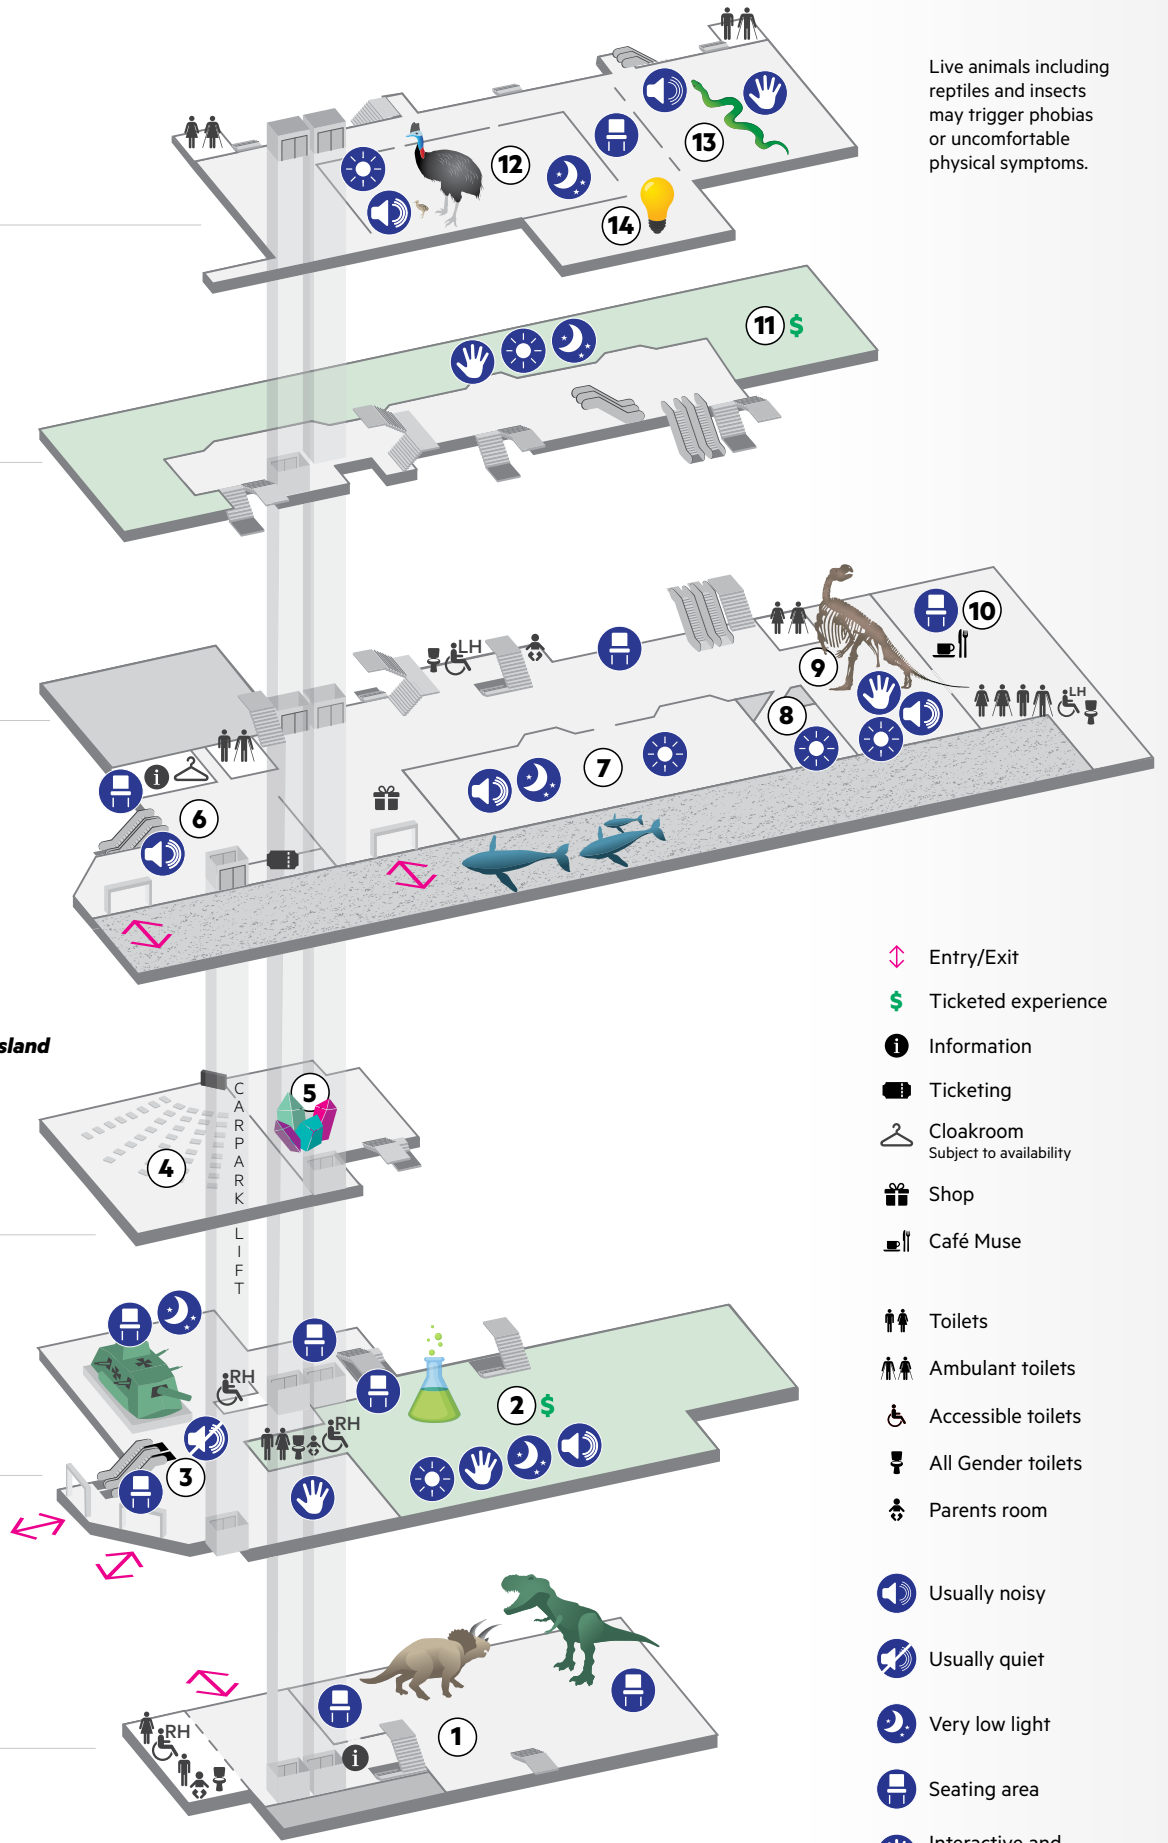 Live animals including
reptiles and insects
may trigger phobias
or uncomfortable
physical symptoms.
12
13
14
11 $
LH
10
9
8
LH
7
6
Entry/Exit
$ Ticketed experience
sland
i Information
Ticketing
Cloakroom
Subject to availability
Shop
Café Muse
5
4
CARPARK LIFT
Toilets
Ambulant toilets
Accessible toilets
All Gender toilets
Parents room
RH
2 $
RH
3
Usually noisy
Usually quiet
Very low light
Seating area
Interactive and
1
RH
i